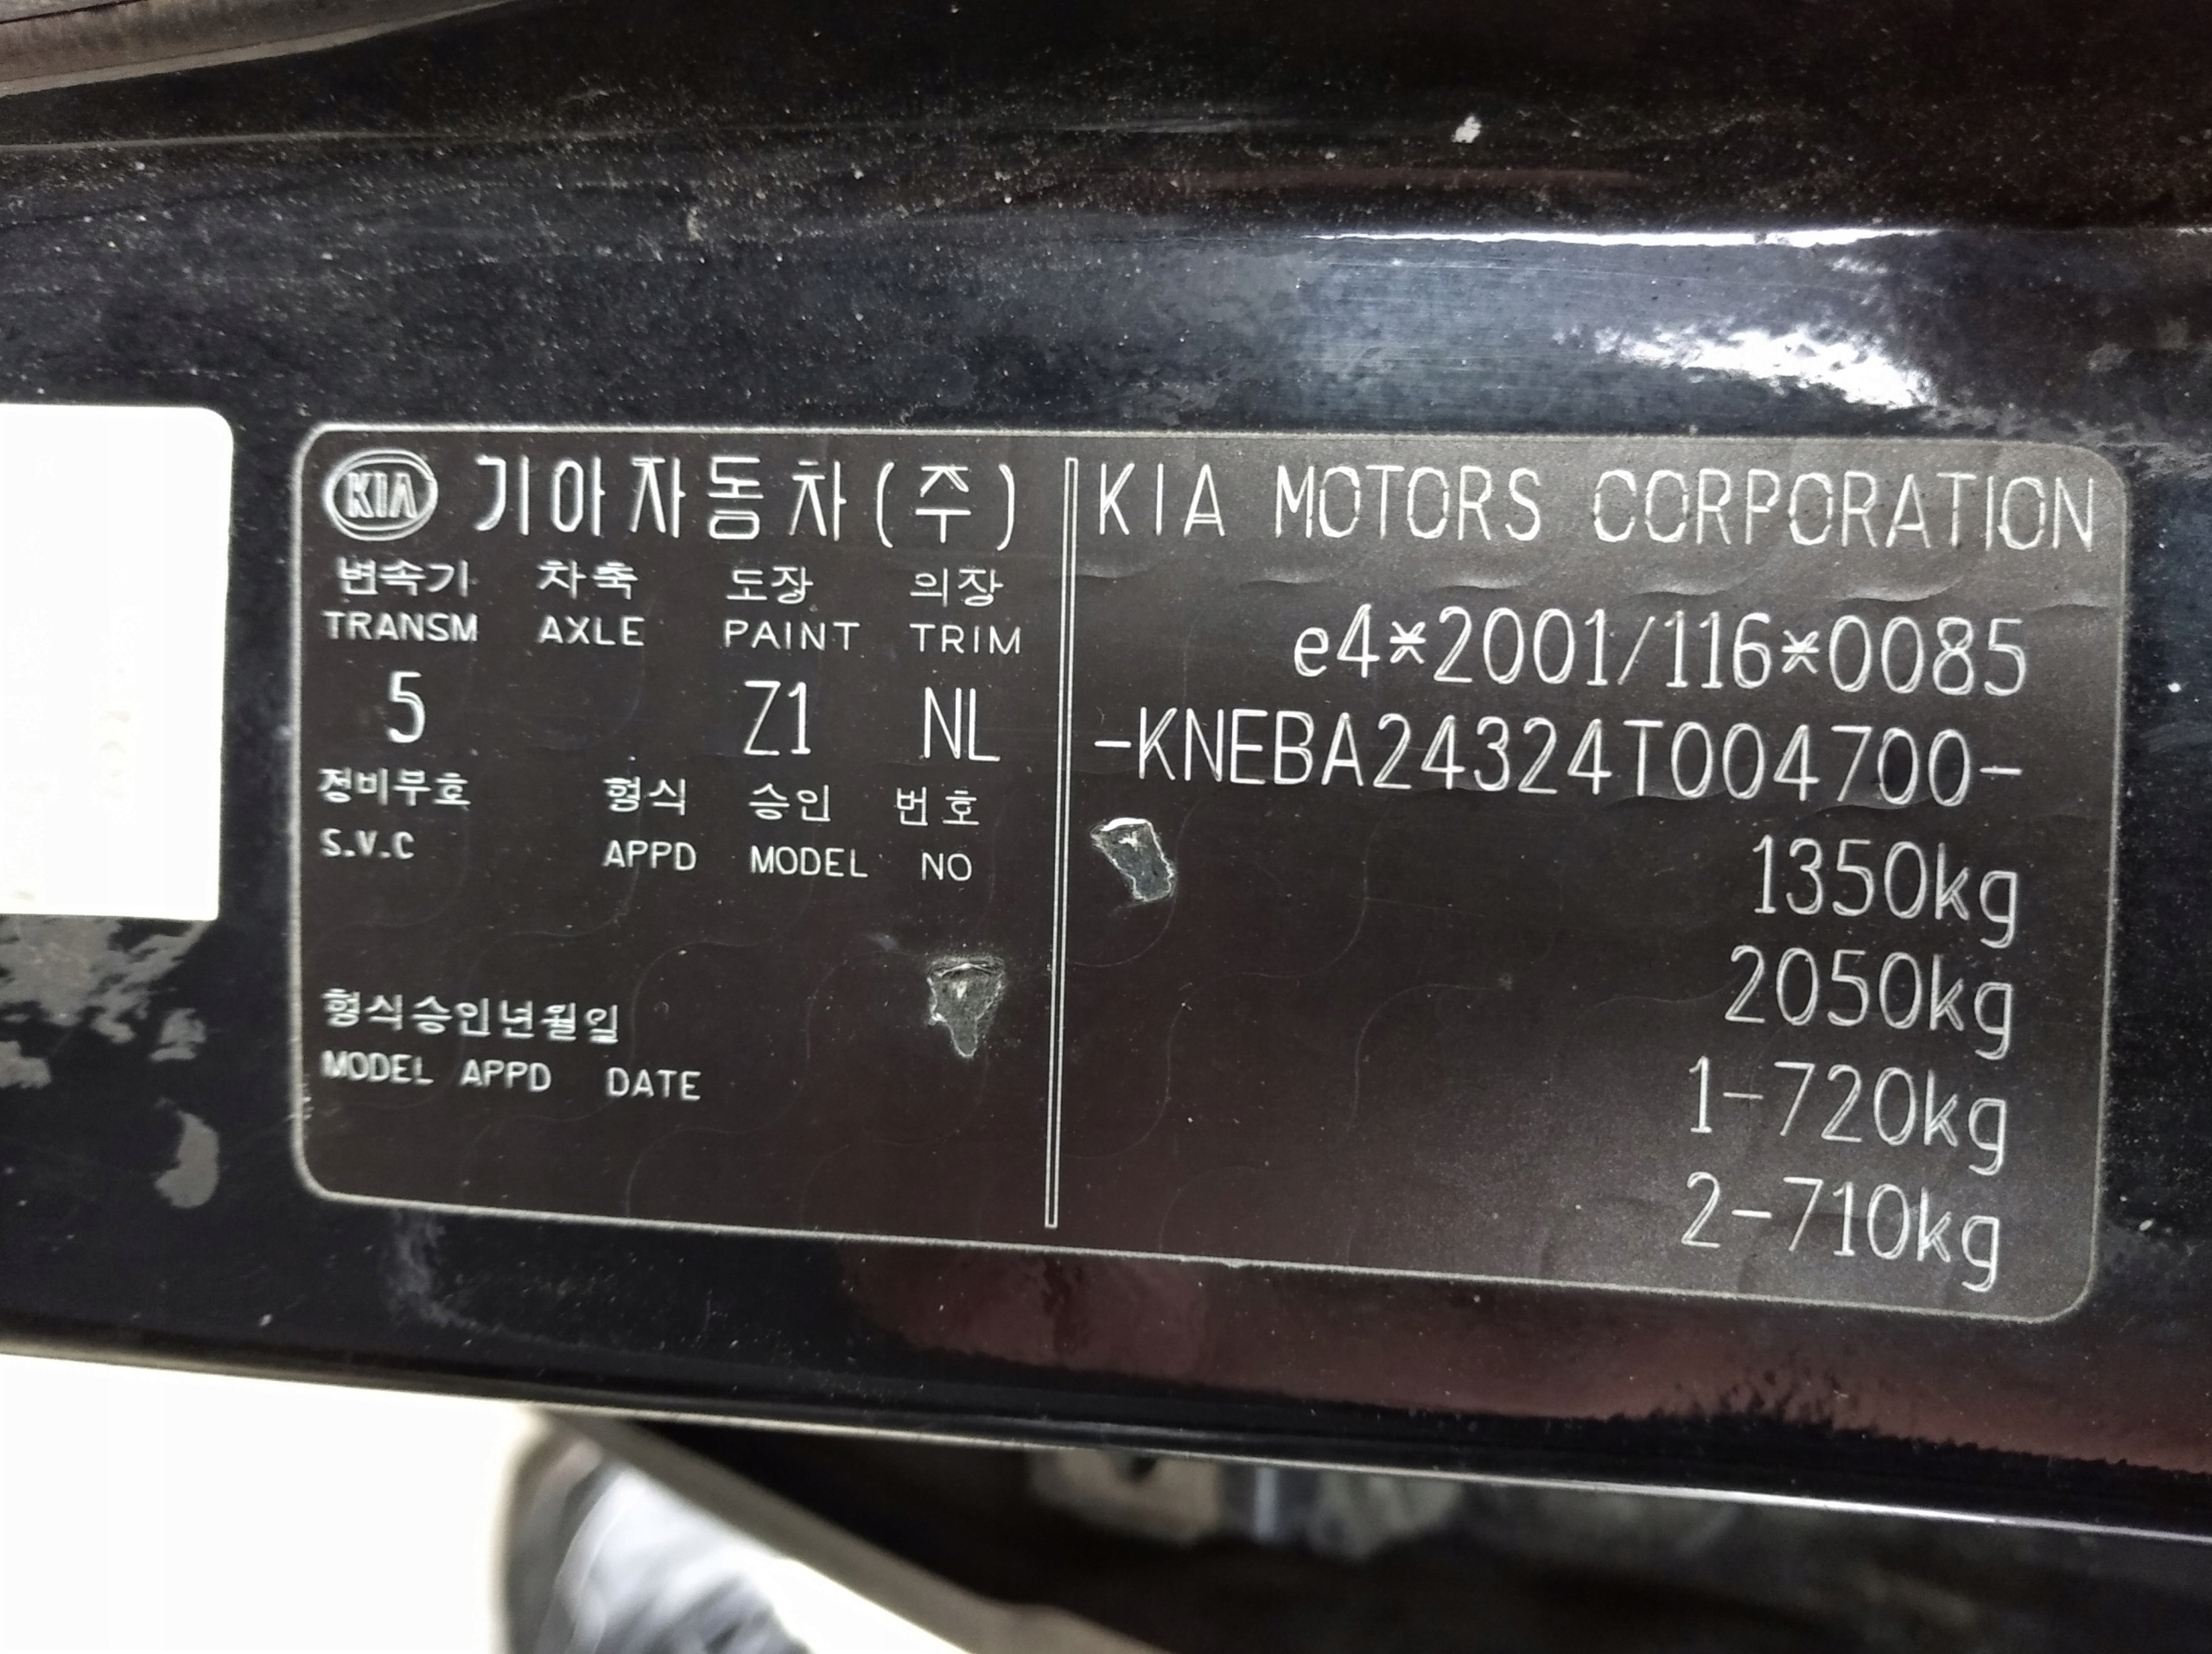 KIA 기아자동차(주)
변속기 차축 도장 의장
TRANSM AXLE PAINT TRIM
5 Z1 NL
정비부호 형식 승인 번호
S.V.C APPD MODEL NO
형식승인년월일
MODEL APPD DATE
KIA MOTORS CORPORATION
e4*2001/116*0085
-KNEBA24324T004700-
1350kg
2050kg
1-720kg
2-710kg